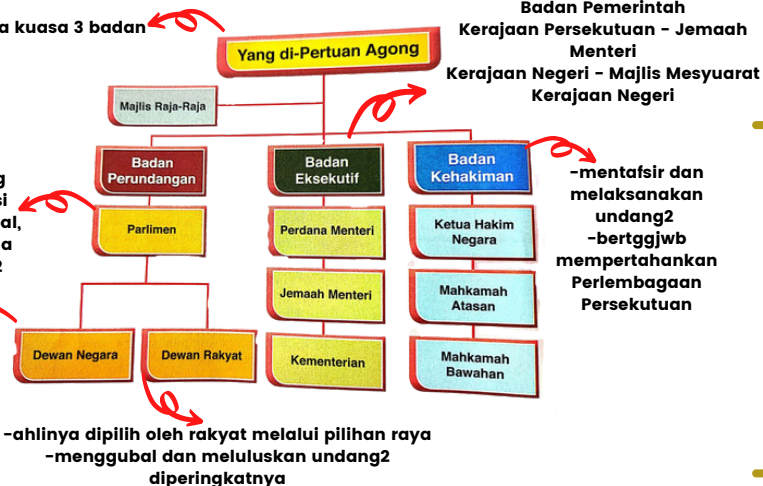 a kuasa 3 badan
Badan Pemerintah
Kerajaan Persekutuan - Jemaah
Menteri
Kerajaan Negeri - Majlis Mesyuarat
Kerajaan Negeri
Yang di-Pertuan Agong
Majlis Raja-Raja
Badan
Perundangan
Badan
Eksekutif
Badan
Kehakiman
Parlimen
Perdana Menteri
Ketua Hakim
Negara
Jemaah Menteri
Mahkamah
Atasan
Dewan Negara
Dewan Rakyat
Kementerian
Mahkamah
Bawahan
-mentafsir dan
melaksanakan
undang2
-bertggjwb
mempertahankan
Perlembagaan
Persekutuan
g
si
al,
a
2
-ahlinya dipilih oleh rakyat melalui pilihan raya
-menggubal dan meluluskan undang2
diperingkatnya